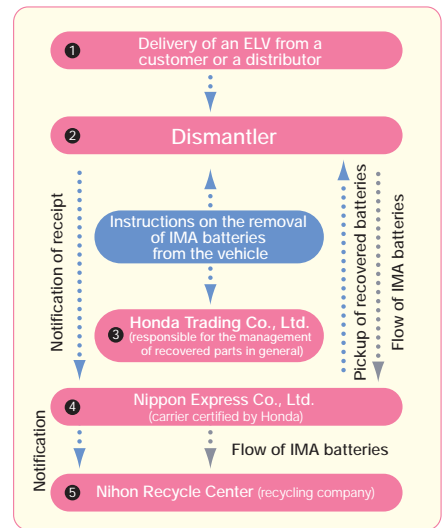 1 Delivery of an ELV from a
customer or a distributor
2 Dismantler
Notification of receipt
Instructions on the removal
of IMA batteries
from the vehicle
Pickup of recovered batteries
Flow of IMA batteries
3 Honda Trading Co., Ltd.
(responsible for the management
of recovered parts in general)
4 Nippon Express Co., Ltd.
(carrier certified by Honda)
Notification
Flow of IMA batteries
5 Nihon Recycle Center (recycling company)